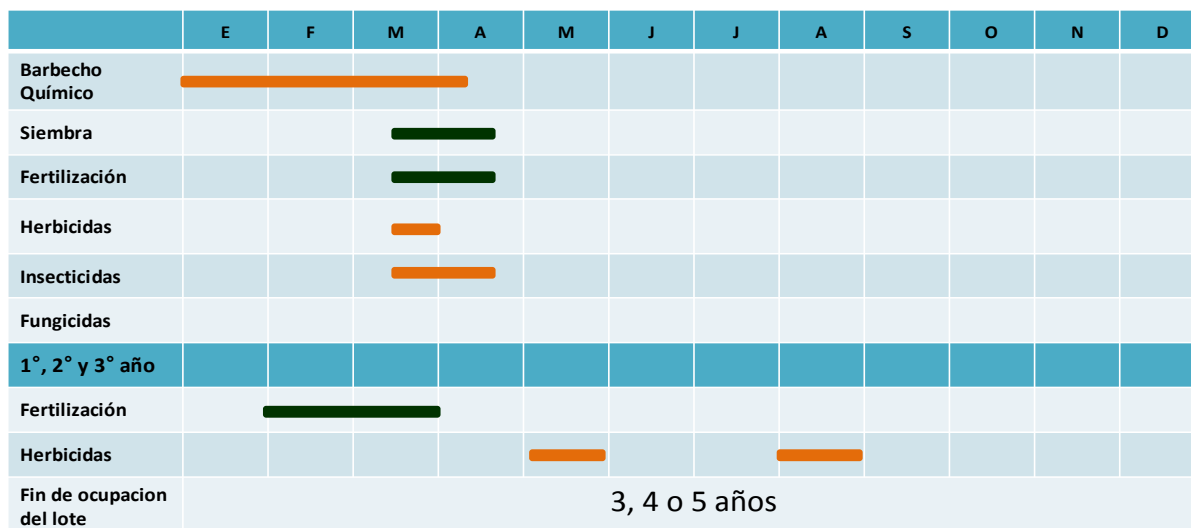 E F M A M J J A S O N D
Barbecho
Químico
Siembra
Fertilización
Herbicidas
Insecticidas
Fungicidas
1°, 2° y 3° año
Fertilización
Herbicidas
Fin de ocupacion
del lote
3, 4 o 5 años